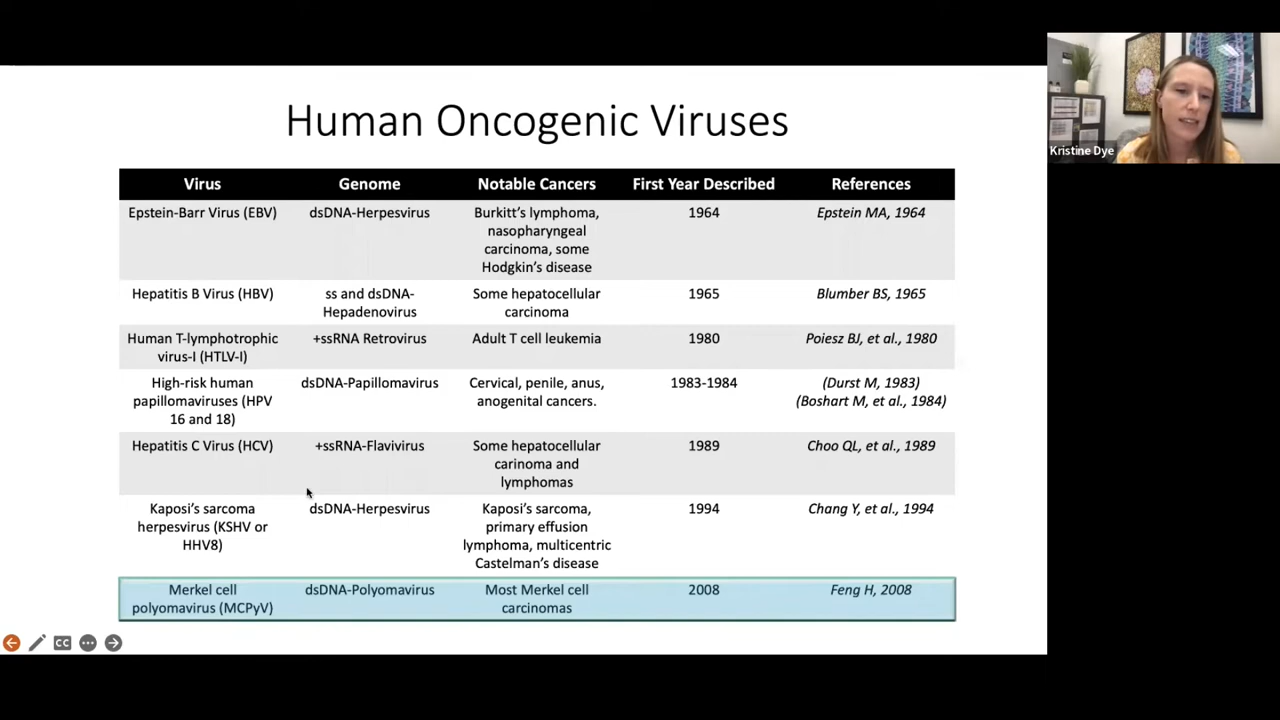 Human Oncogenic Viruses
Virus Genome Notable Cancers First Year Described References
Epstein-Barr Virus (EBV) dsDNA-Herpesvirus Burkitt's lymphoma, 1964 Epstein MA, 1964
nasopharyngeal
carcinoma, some
Hodgkin's disease
Hepatitis B Virus (HBV) ss and dsDNA- Some hepatocellular 1965 Blumber BS, 1965
Hepadenovirus carcinoma
Human T-lymphotrophic +ssRNA Retrovirus Adult T cell leukemia 1980 Poiesz BJ, et al., 1980
virus-I (HTLV-I)
High-risk human dsDNA-Papillomavirus Cervical, penile, anus, 1983-1984 (Durst M, 1983)
papillomaviruses (HPV anogenital cancers. (Boshart M, et al., 1984)
16 and 18)
Hepatitis C Virus (HCV) +ssRNA-Flavivirus Some hepatocellular 1989 Choo QL, et al., 1989
carinoma and
lymphomas
Kaposi's sarcoma dsDNA-Herpesvirus Kaposi's sarcoma, 1994 Chang Y, et al., 1994
herpesvirus (KSHV or primary effusion
HHV8) lymphoma, multicentric
Castelman's disease
Merkel cell dsDNA-Polyomavirus Most Merkel cell 2008 Feng H, 2008
polyomavirus (MCPyV) carcinomas
CC
Kristine Dye